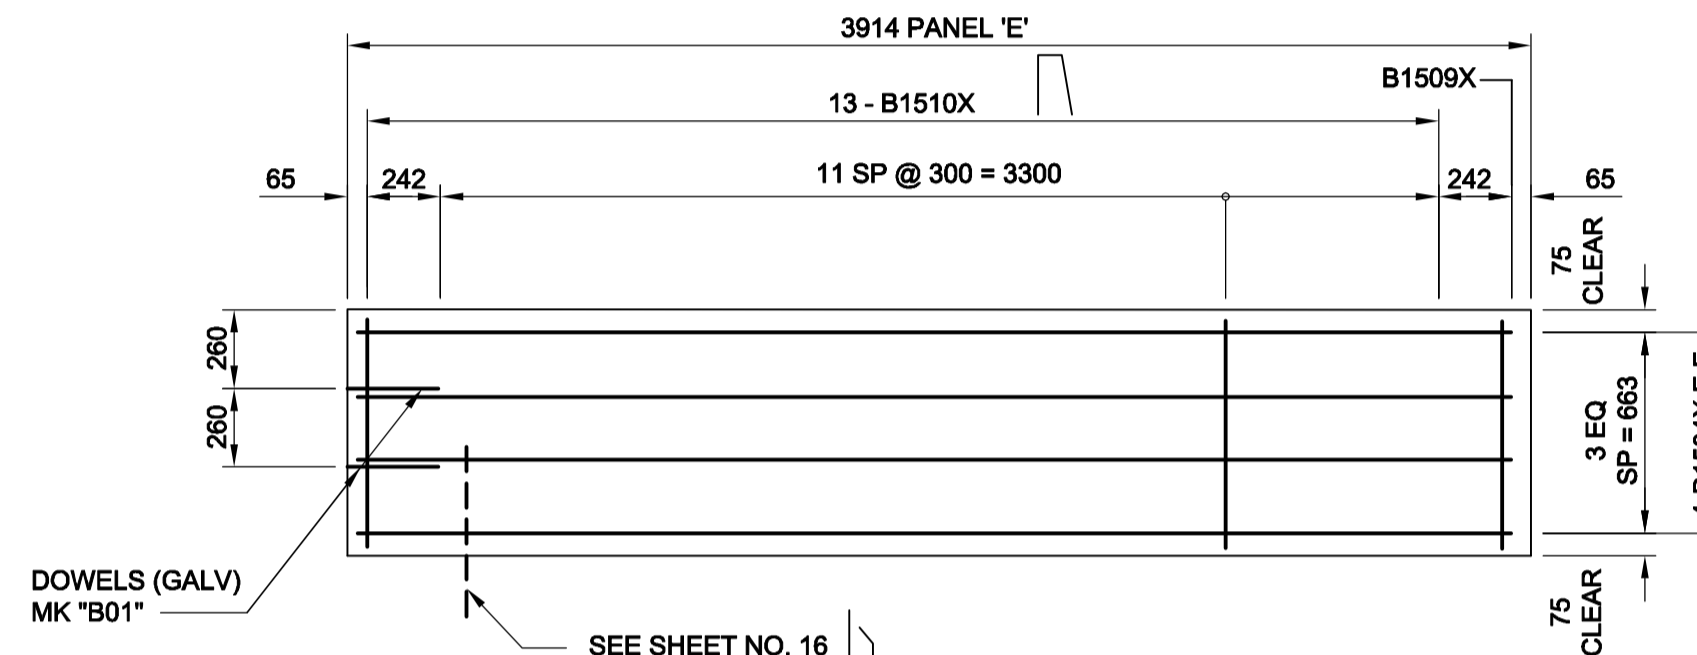 3914 PANEL 'E'
B1509X
13 - B1510X
65
242
11 SP @ 300 = 3300
242
65
75
CLEAR
260
260
3 EQ
SP = 663
DOWELS (GALV)
MK "B01"
SEE SHEET NO. 16
75
CLEAR